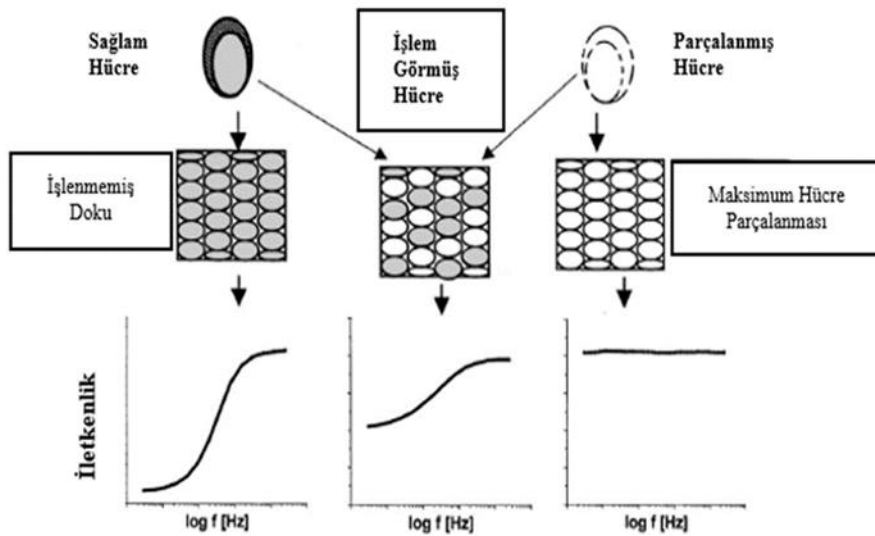 Sağlam
Hücre
İşlem
Görmüş
Hücre
Parçalanmış
Hücre
İşlenmemiş
Doku
Maksimum Hücre
Parçalanması
İletkenlik
log f [Hz]
log f [Hz]
log f [Hz]